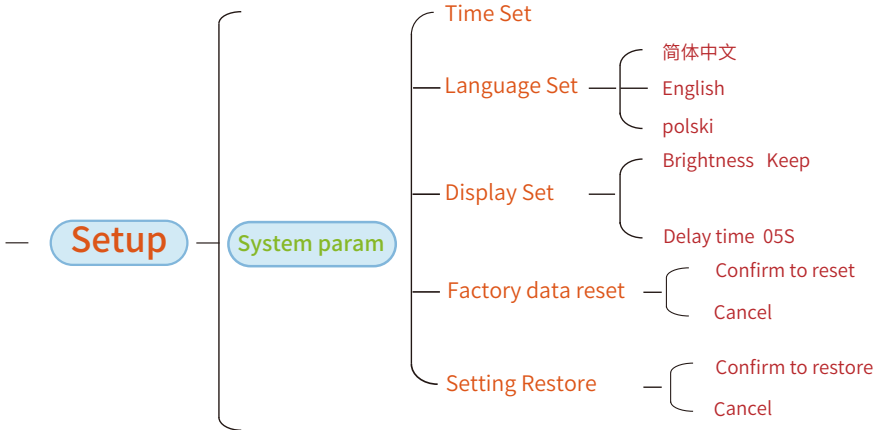 Setup
System param
Time Set
Language Set
简体中文
English
polski
Display Set
Brightness Keep
Delay time 05S
Factory data reset
Confirm to reset
Cancel
Setting Restore
Confirm to restore
Cancel